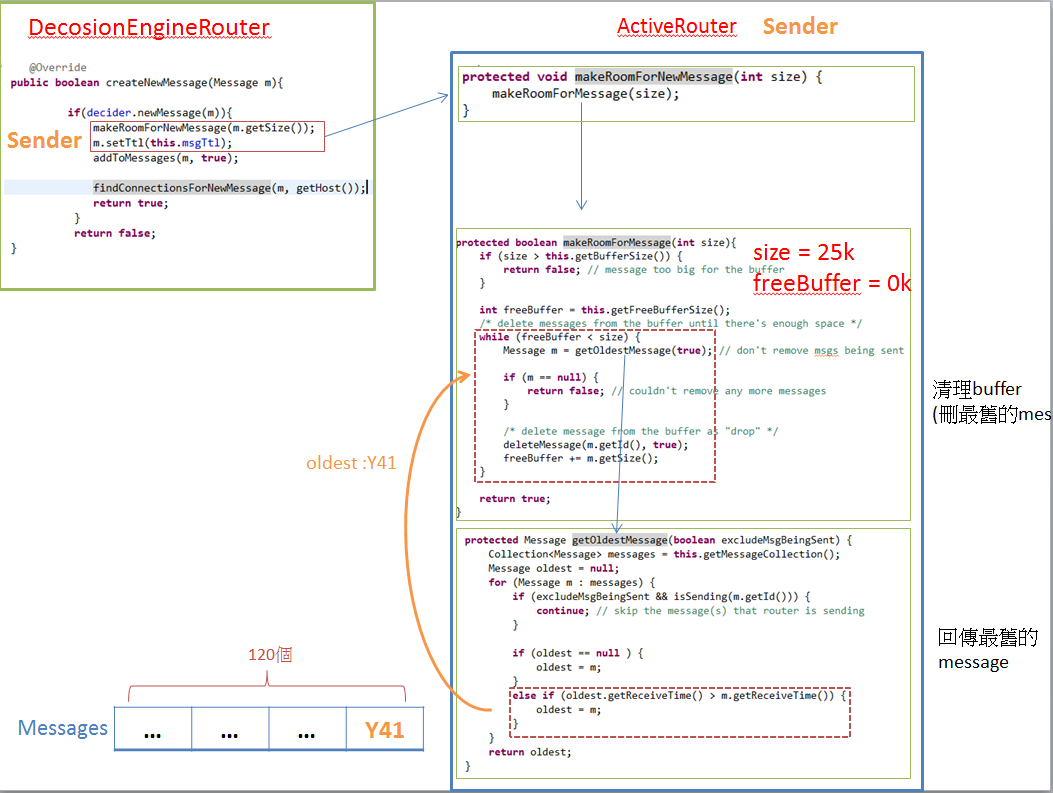 DecosionEngineRouter
@Override
public boolean createNewMessage(Message m){
if(decider.newMessage(m)){
Sender
makeRoomForNewMessage(m.getSize());
m.setTtl(this.msgTtl);
addToMessages(m, true);
findConnectionsForNewMessage(m, getHost());
return true;
}
return false;
}
ActiveRouter Sender
protected void makeRoomForNewMessage(int size) {
makeRoomForMessage(size);
}
protected boolean makeRoomForMessage(int size){
if (size > this.getBufferSize()) {
return false; // message too big for the buffer
}
size = 25k
freeBuffer = 0k
int freeBuffer = this.getFreeBufferSize();
/* delete messages from the buffer until there's enough space */
while (freeBuffer < size) {
Message m = getOldestMessage(true); // don't remove msgs being sent
if (m == null) {
return false; // couldn't remove any more messages
}
/* delete message from the buffer as "drop" */
deleteMessage(m.getId(), true);
freeBuffer += m.getSize();
}
return true;
}
清理buffer
(刪最舊的mes
oldest :Y41
protected Message getOldestMessage(boolean excludeMsgBeingSent) {
Collection<Message> messages = this.getMessageCollection();
Message oldest = null;
for (Message m : messages) {
if (excludeMsgBeingSent && isSending(m.getId())) {
continue; // skip the message(s) that router is sending
}
if (oldest == null ) {
oldest = m;
}
else if (oldest.getReceiveTime() > m.getReceiveTime()) {
oldest = m;
}
}
return oldest;
}
回傳最舊的
message
120個
Messages ... ... ... Y41